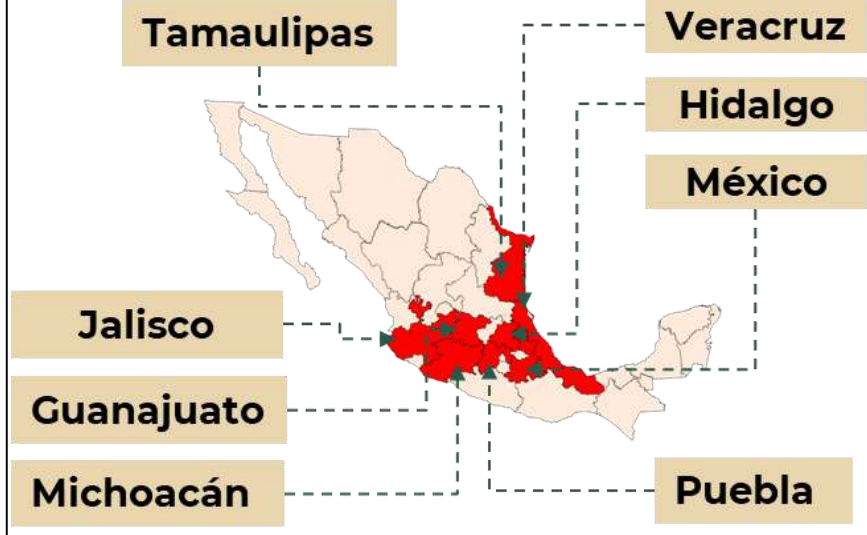 Tamaulipas
Veracruz
Hidalgo
México
Jalisco
Guanajuato
Michoacán
Puebla